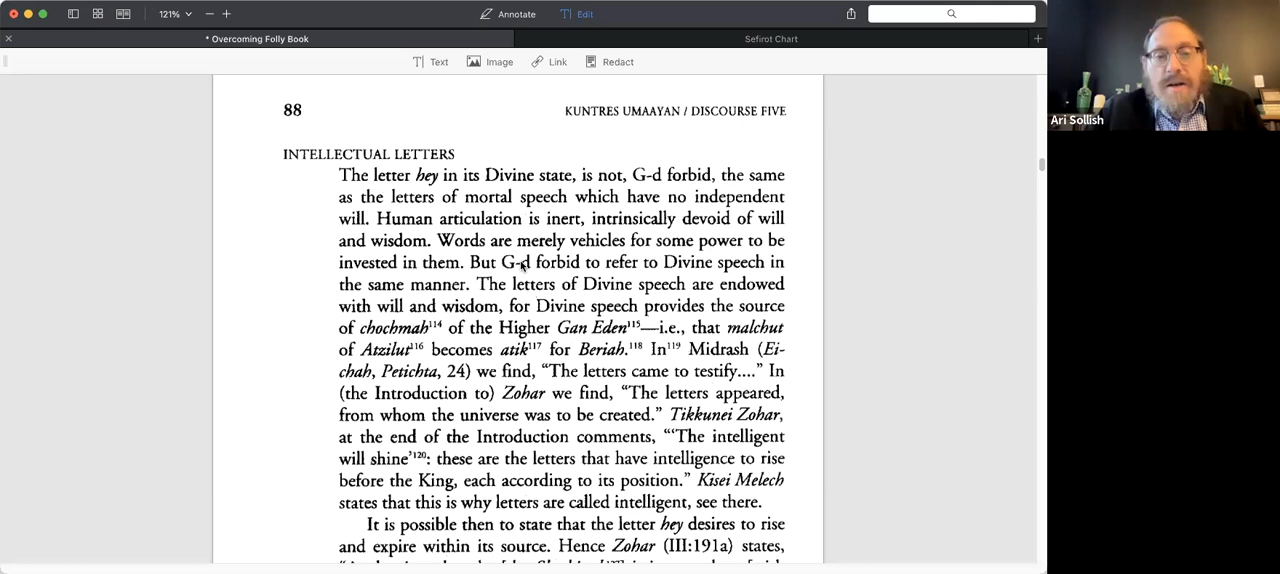 121%
Annotate
Edit
* Overcoming Folly Book
Sefirot Chart
Text
Image
Link
Redact
88
KUNTRES UMAAYAN / DISCOURSE FIVE
INTELLECTUAL LETTERS
The letter hey in its Divine state, is not, G-d forbid, the same
as the letters of mortal speech which have no independent
will. Human articulation is inert, intrinsically devoid of will
and wisdom. Words are merely vehicles for some power to be
invested in them. But G-d forbid to refer to Divine speech in
the same manner. The letters of Divine speech are endowed
with will and wisdom, for Divine speech provides the source
of chochmah¹¹⁴ of the Higher Gan Eden¹¹⁵—i.e., that malchut
of Atzilut¹¹⁶ becomes atik¹¹⁷ for Beriah.¹¹⁸ In¹¹⁹ Midrash (Ei-
chah, Petichta, 24) we find, “The letters came to testify....” In
(the Introduction to) Zohar we find, “The letters appeared,
from whom the universe was to be created.” Tikkunei Zohar,
at the end of the Introduction comments, “‘The intelligent
will shine’¹²⁰: these are the letters that have intelligence to rise
before the King, each according to its position.” Kisei Melech
states that this is why letters are called intelligent, see there.
It is possible then to state that the letter hey desires to rise
and expire within its source. Hence Zohar (III:191a) states,
Ari Sollish